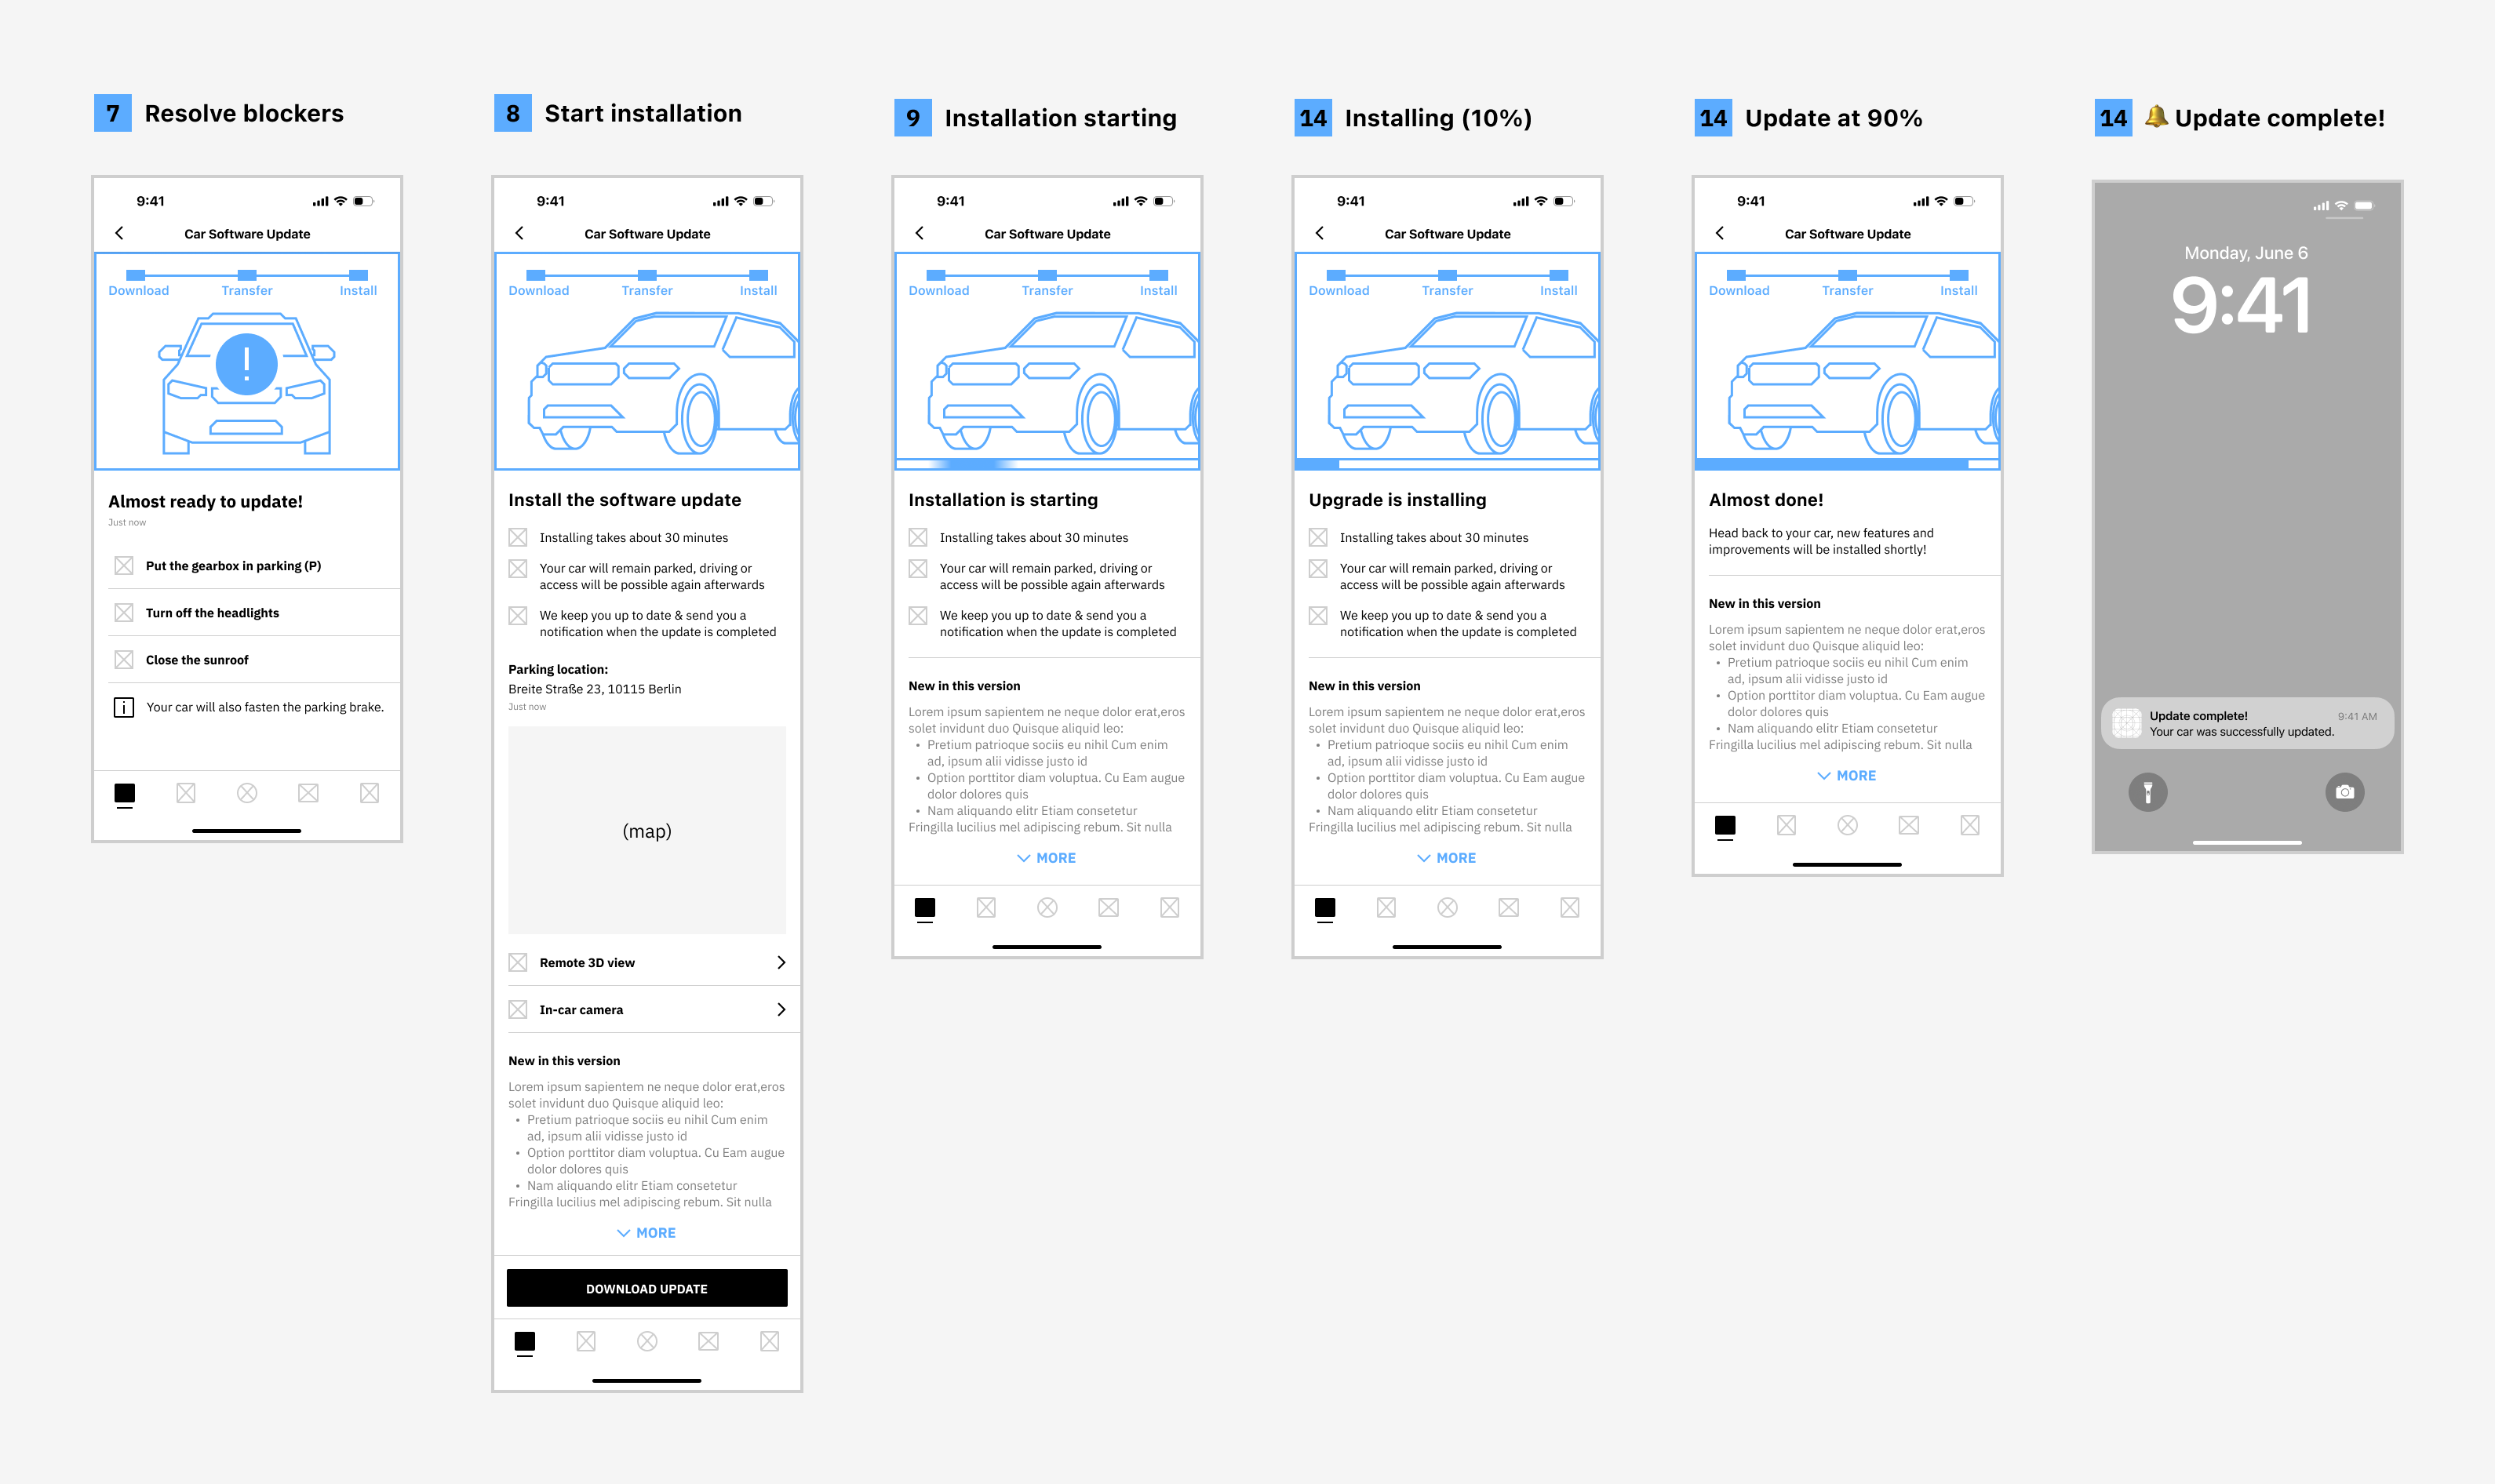 7 Resolve blockers
9:41
Car Software Update
Download Transfer Install
!
Almost ready to update!
Just now
Put the gearbox in parking (P)
Turn off the headlights
Close the sunroof
i Your car will also fasten the parking brake.
8 Start installation
9:41
Car Software Update
Download Transfer Install
Install the software update
Installing takes about 30 minutes
Your car will remain parked, driving or
access will be possible again afterwards
We keep you up to date & send you a
notification when the update is completed
Parking location:
Breite Straße 23, 10115 Berlin
Just now
(map)
Remote 3D view
In-car camera
New in this version
Lorem ipsum sapientem ne neque dolor erat,eros
solet invidunt duo Quisque aliquid leo:
• Pretium patrioque sociis eu nihil Cum enim
ad, ipsum alii vidisse justo id
• Option porttitor diam voluptua. Cu Eam augue
dolor dolores quis
• Nam aliquando elitr Etiam consetetur
Fringilla lucilius mel adipiscing rebum. Sit nulla
MORE
DOWNLOAD UPDATE
9 Installation starting
9:41
Car Software Update
Download Transfer Install
Installation is starting
Installing takes about 30 minutes
Your car will remain parked, driving or
access will be possible again afterwards
We keep you up to date & send you a
notification when the update is completed
New in this version
Lorem ipsum sapientem ne neque dolor erat,eros
solet invidunt duo Quisque aliquid leo:
• Pretium patrioque sociis eu nihil Cum enim
ad, ipsum alii vidisse justo id
• Option porttitor diam voluptua. Cu Eam augue
dolor dolores quis
• Nam aliquando elitr Etiam consetetur
Fringilla lucilius mel adipiscing rebum. Sit nulla
MORE
14 Installing (10%)
9:41
Car Software Update
Download Transfer Install
Upgrade is installing
Installing takes about 30 minutes
Your car will remain parked, driving or
access will be possible again afterwards
We keep you up to date & send you a
notification when the update is completed
New in this version
Lorem ipsum sapientem ne neque dolor erat,eros
solet invidunt duo Quisque aliquid leo:
• Pretium patrioque sociis eu nihil Cum enim
ad, ipsum alii vidisse justo id
• Option porttitor diam voluptua. Cu Eam augue
dolor dolores quis
• Nam aliquando elitr Etiam consetetur
Fringilla lucilius mel adipiscing rebum. Sit nulla
MORE
14 Update at 90%
9:41
Car Software Update
Download Transfer Install
Almost done!
Head back to your car, new features and
improvements will be installed shortly!
New in this version
Lorem ipsum sapientem ne neque dolor erat,eros
solet invidunt duo Quisque aliquid leo:
• Pretium patrioque sociis eu nihil Cum enim
ad, ipsum alii vidisse justo id
• Option porttitor diam voluptua. Cu Eam augue
dolor dolores quis
• Nam aliquando elitr Etiam consetetur
Fringilla lucilius mel adipiscing rebum. Sit nulla
MORE
14 🔔 Update complete!
Monday, June 6
9:41
Update complete! 9:41 AM
Your car was successfully updated.